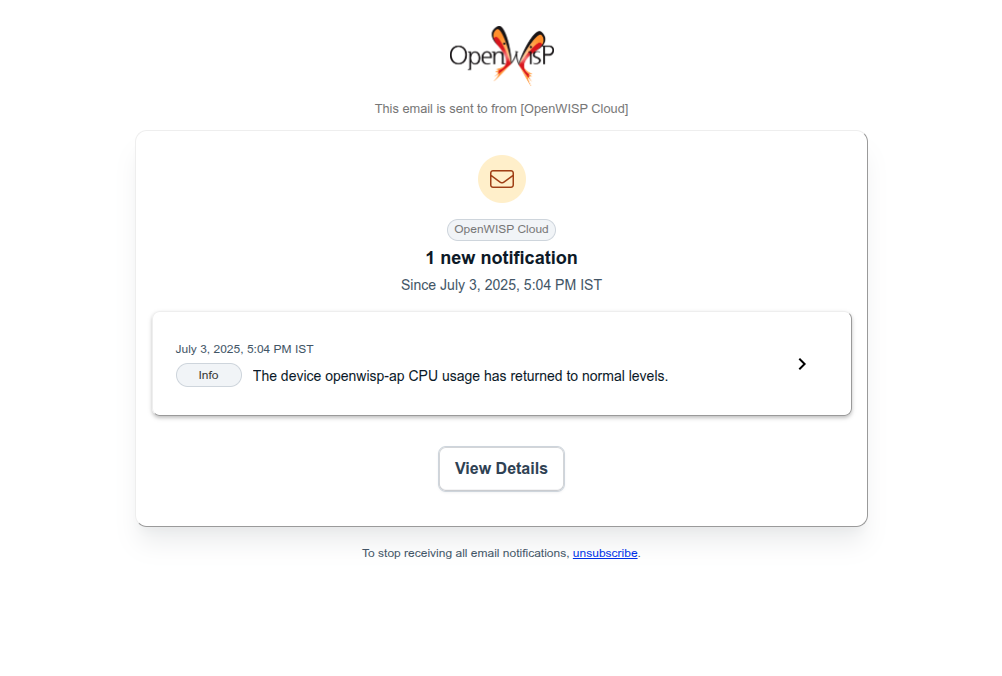 OpenWISP
This email is sent to from [OpenWISP Cloud]
OpenWISP Cloud
1 new notification
Since July 3, 2025, 5:04 PM IST
July 3, 2025, 5:04 PM IST
Info The device openwisp-ap CPU usage has returned to normal levels.
View Details
To stop receiving all email notifications, unsubscribe.